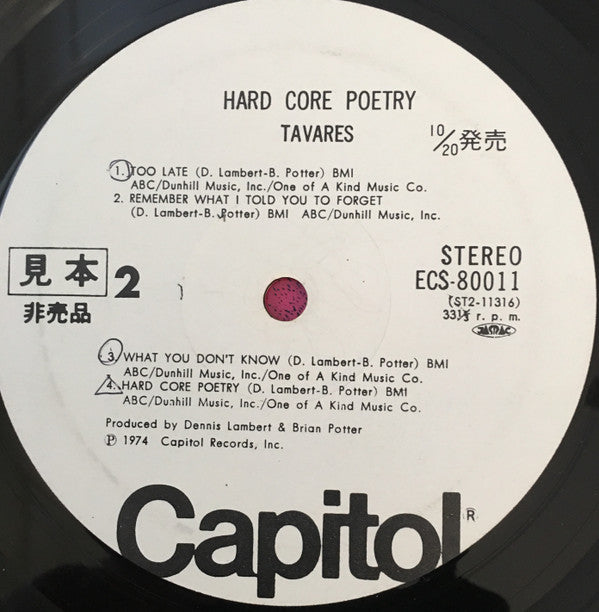 HARD CORE POETRY
TAVARES
10/20発売
1. TOO LATE (D. Lambert-B. Potter) BMI
ABC/Dunhill Music, Inc./One of A Kind Music Co.
2. REMEMBER WHAT I TOLD YOU TO FORGET
(D. Lambert-B. Potter) BMI ABC/Dunhill Music, Inc.
見本
非売品
2
STEREO
ECS-80011
(ST2-11316)
33⅓ r. p. m.
JASRAC
3. WHAT YOU DON'T KNOW (D. Lambert-B. Potter) BMI
ABC/Dunhill Music, Inc./One of A Kind Music Co.
4. HARD CORE POETRY (D. Lambert-B. Potter) BMI
ABC/Dunhill Music, Inc./One of A Kind Music Co.
Produced by Dennis Lambert & Brian Potter
Ⓟ 1974 Capitol Records, Inc.
Capitol®